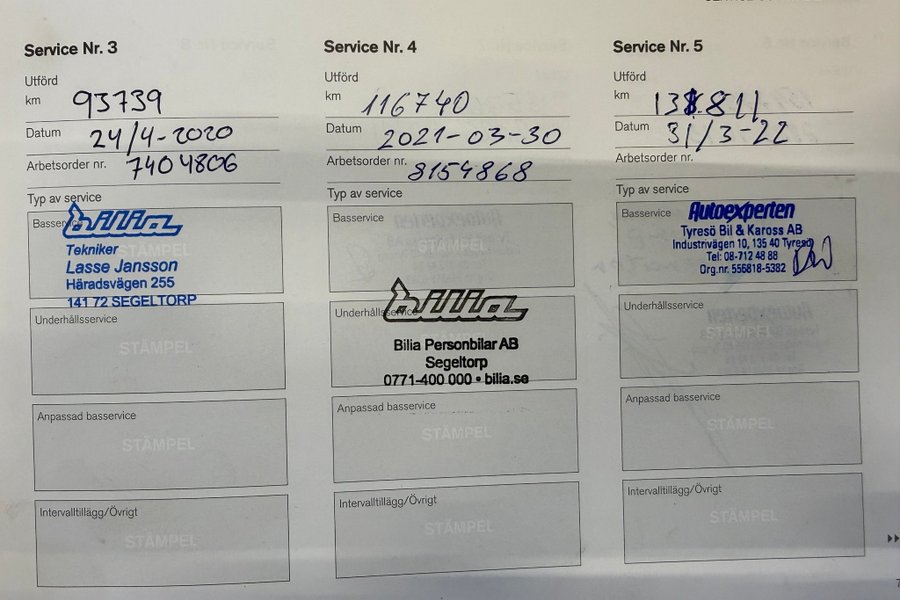 Service Nr. 3
Utförd
km 93739
Datum 24/4-2020
Arbetsorder nr. 7404806
Typ av service
Basservice
STÄMPEL
bilia
Tekniker
Lasse Jansson
Häradsvägen 255
141 72 SEGELTORP
Underhållsservice
STÄMPEL
Anpassad basservice
STÄMPEL
Intervalltillägg/Övrigt
STÄMPEL
Service Nr. 4
Utförd
km 116740
Datum 2021-03-30
Arbetsorder nr. 8154868
Typ av service
Basservice
STÄMPEL
Underhållsservice
bilia
Bilia Personbilar AB
Segeltorp
0771-400 000 • bilia.se
Anpassad basservice
STÄMPEL
Intervalltillägg/Övrigt
STÄMPEL
Service Nr. 5
Utförd
km
Datum 31/3-22
Arbetsorder nr.
Typ av service
Basservice
Autoexperten
Tyresö Bil & Kaross AB
Industrivägen 10, 135 40 Tyresö
Tel: 08-712 48 88
Org.nr. 556818-5382
Underhållsservice
STÄMPEL
Anpassad basservice
STÄMPEL
Intervalltillägg/Övrigt
STÄMPEL